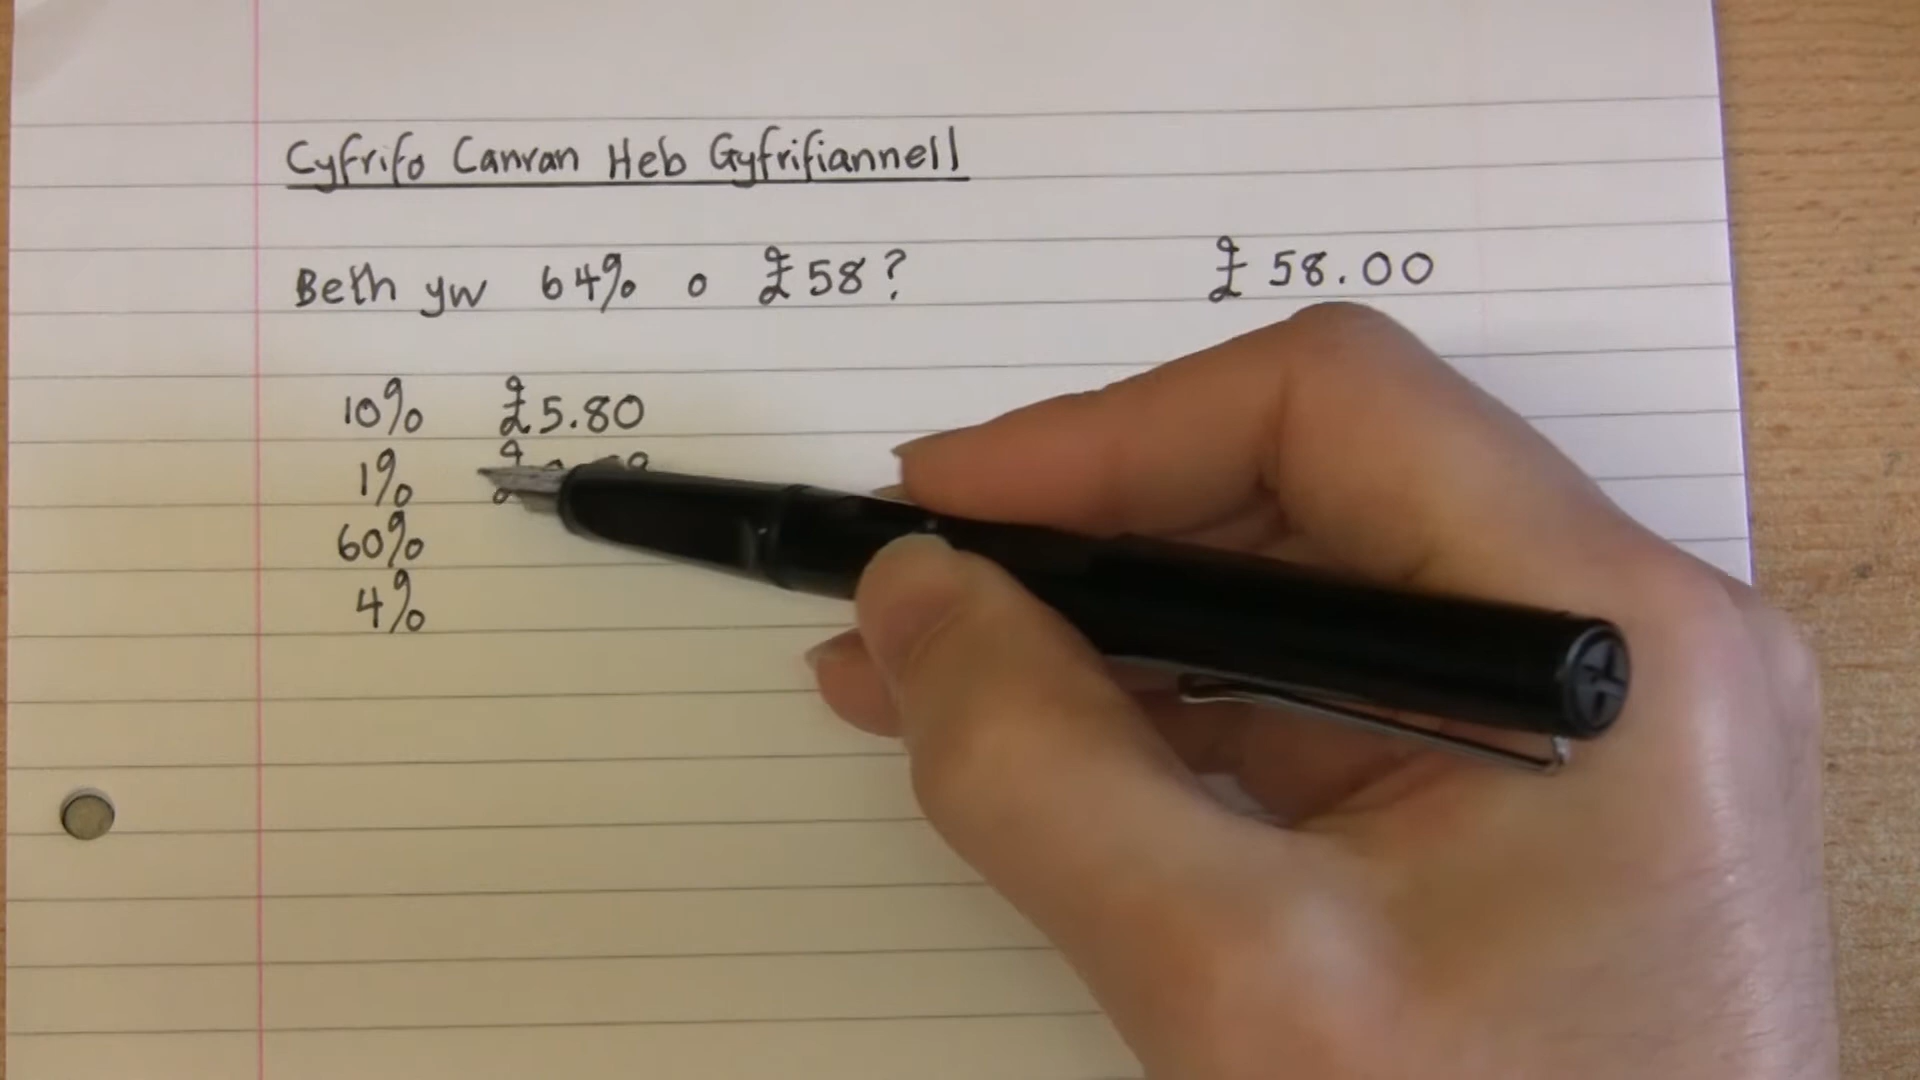 Cyfrifo Canran Heb Gyfrifiannell
Beth yw 64% o £58? £58.00
10% £5.80
1% £
60%
4%